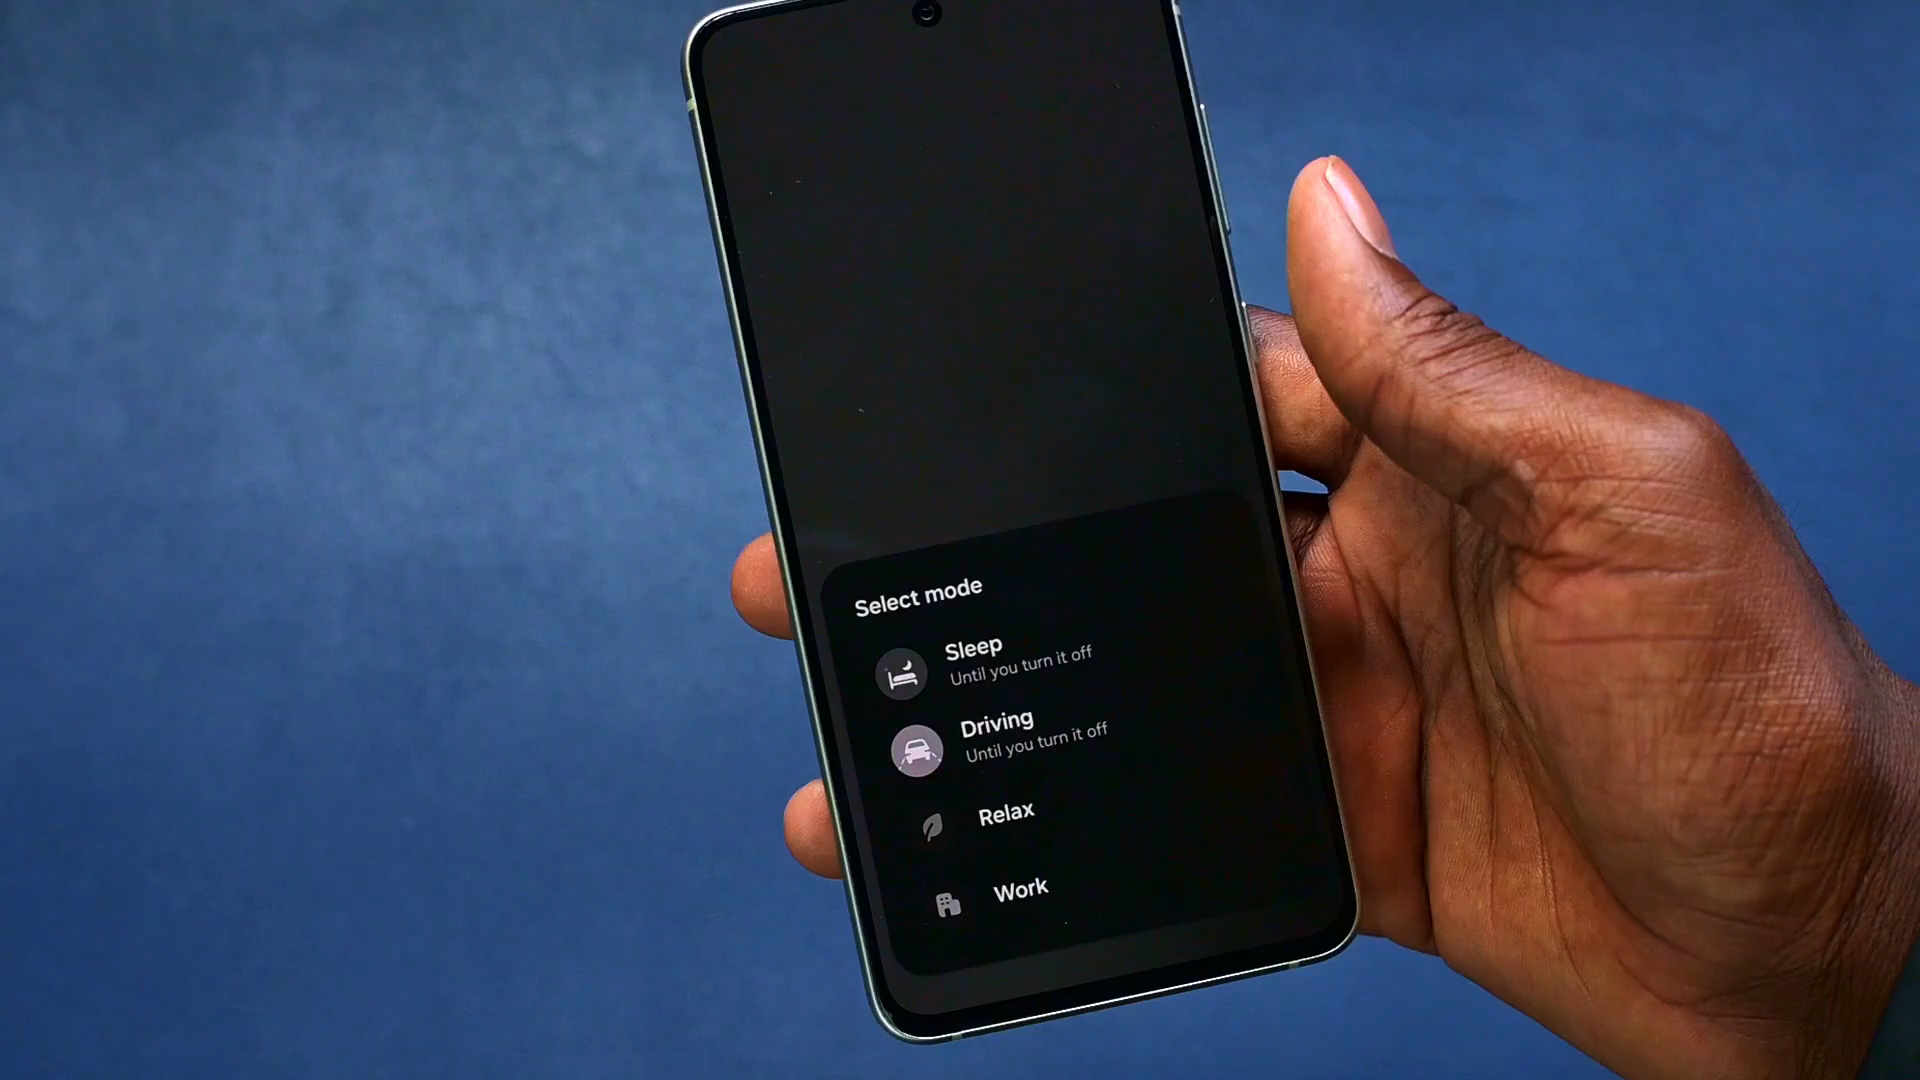 Select mode
Sleep
Until you turn it off
Driving
Until you turn it off
Relax
Work